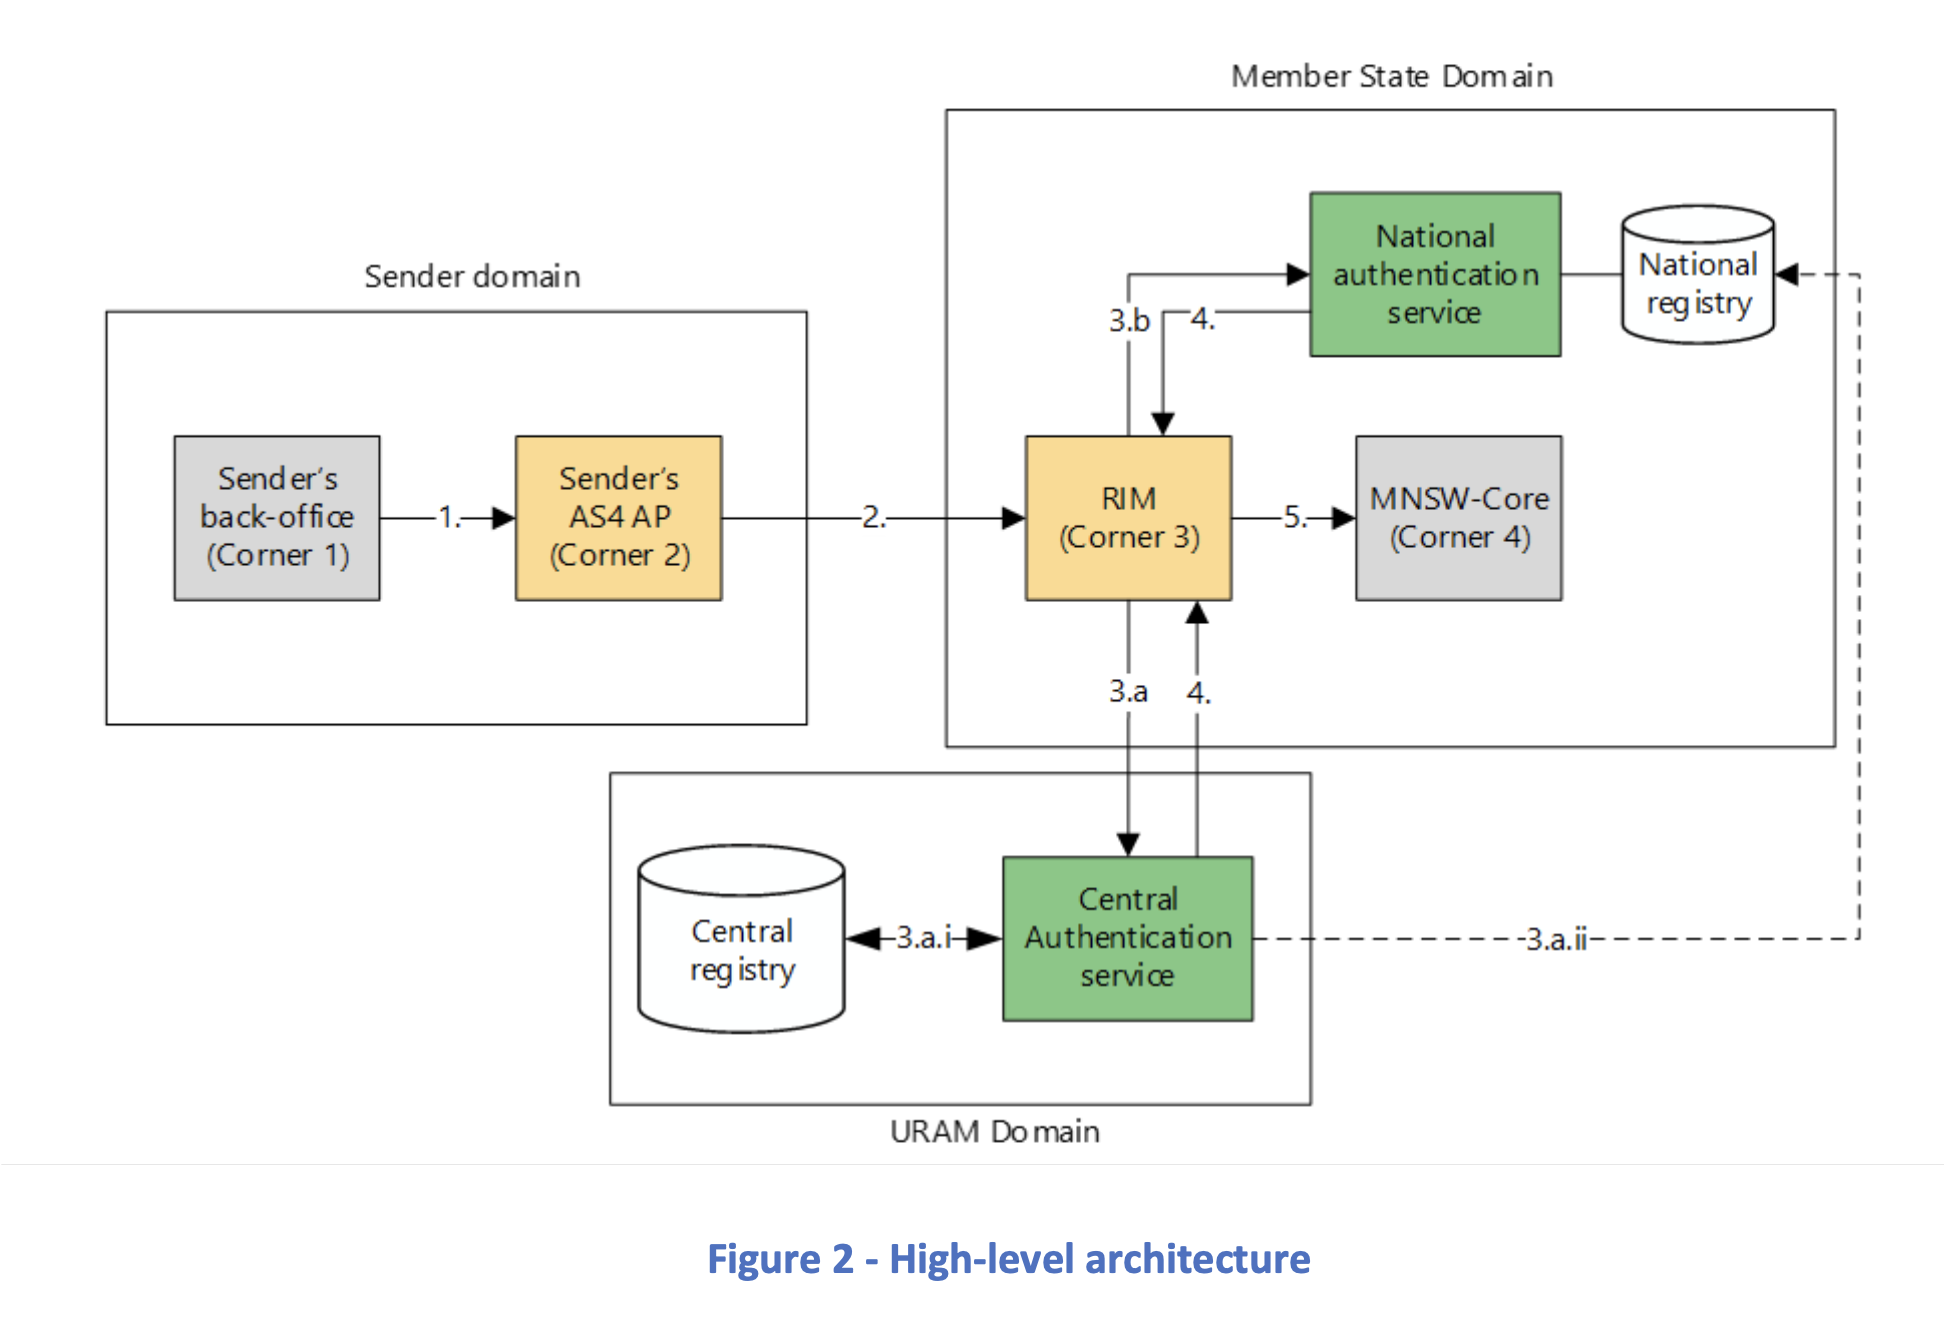 Member State Domain
National
authentication
service
National
registry
3.b
4.
Sender domain
Sender's
back-office
(Corner 1)
1.
Sender's
AS4 AP
(Corner 2)
2.
RIM
(Corner 3)
5.
MNSW-Core
(Corner 4)
3.a
4.
Central
registry
3.a.i
Central
Authentication
service
3.a.ii
URAM Domain
Figure 2 - High-level architecture